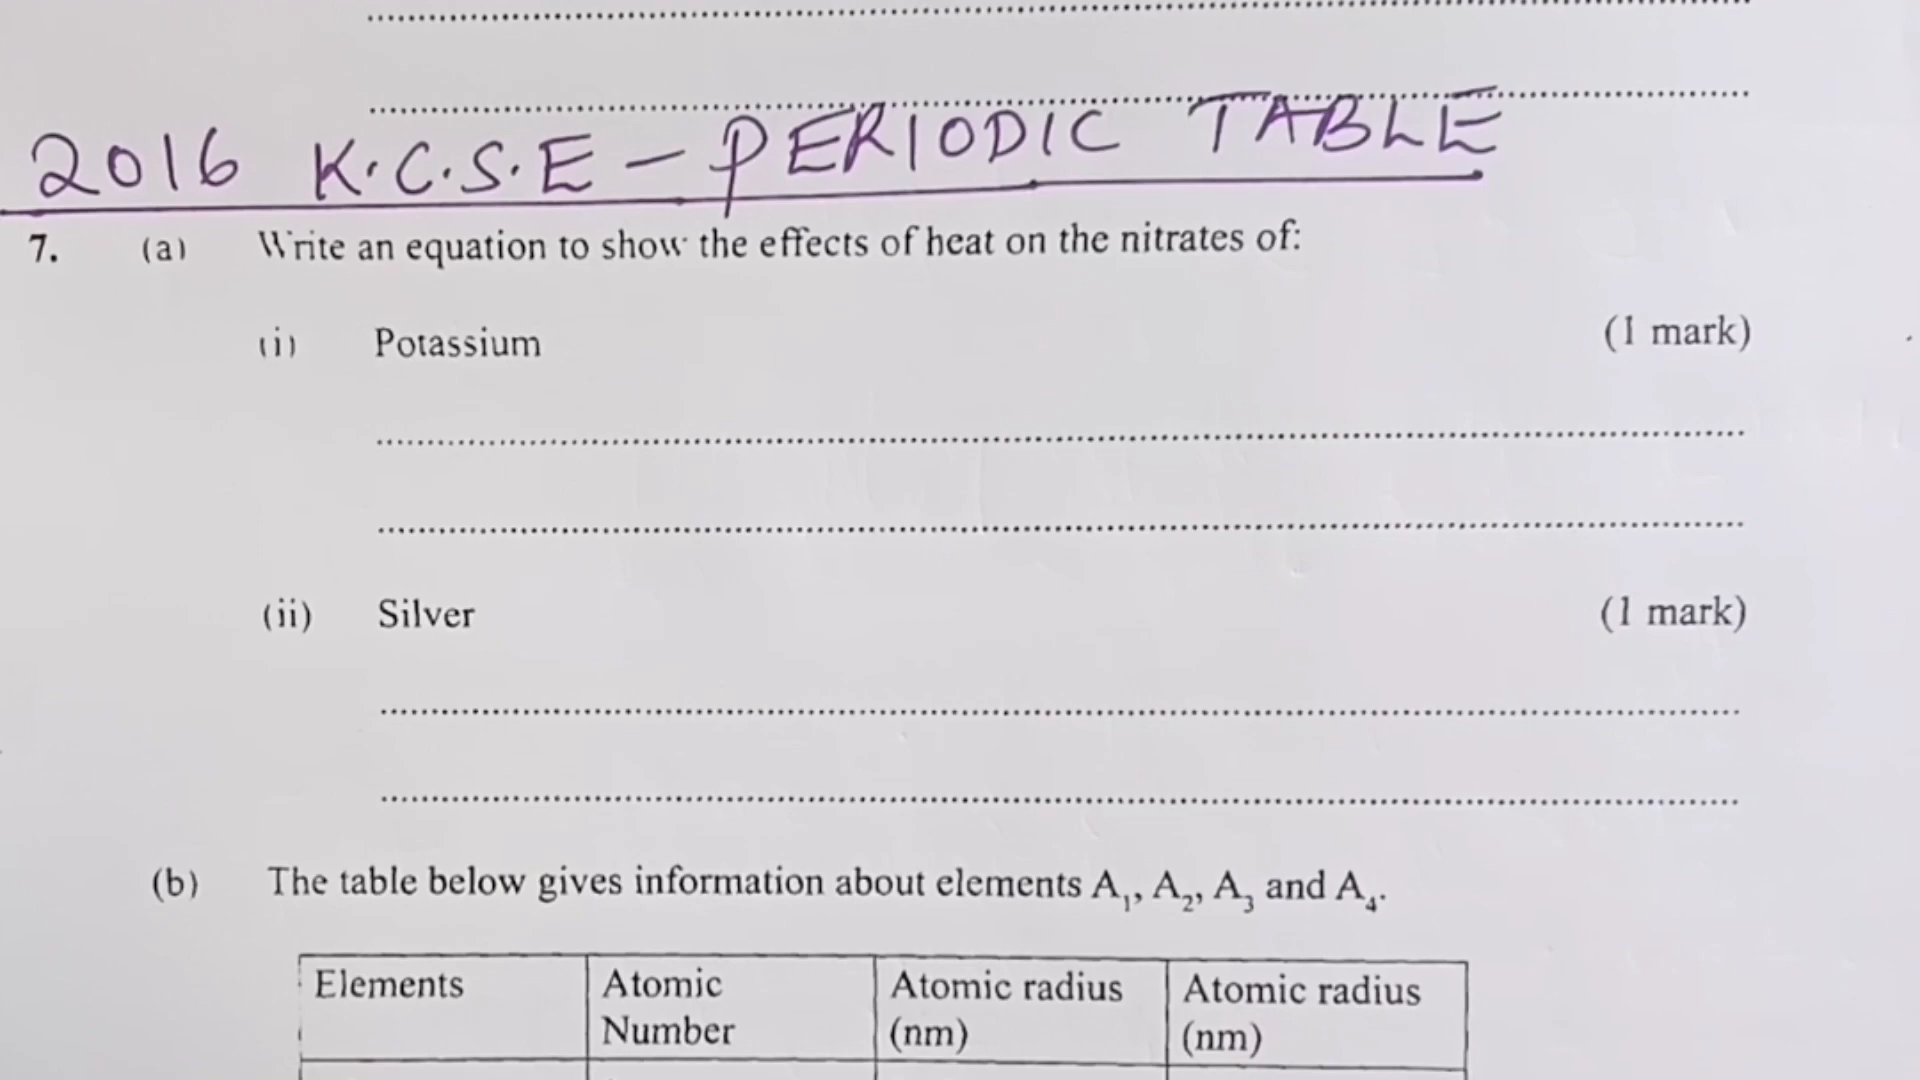 2016 K.C.S.E - PERIODIC TABLE
7. (a) Write an equation to show the effects of heat on the nitrates of:
(i) Potassium (1 mark)
(ii) Silver (1 mark)
(b) The table below gives information about elements A₁, A₂, A₃ and A₄.
Elements Atomic Number Atomic radius (nm) Atomic radius (nm)